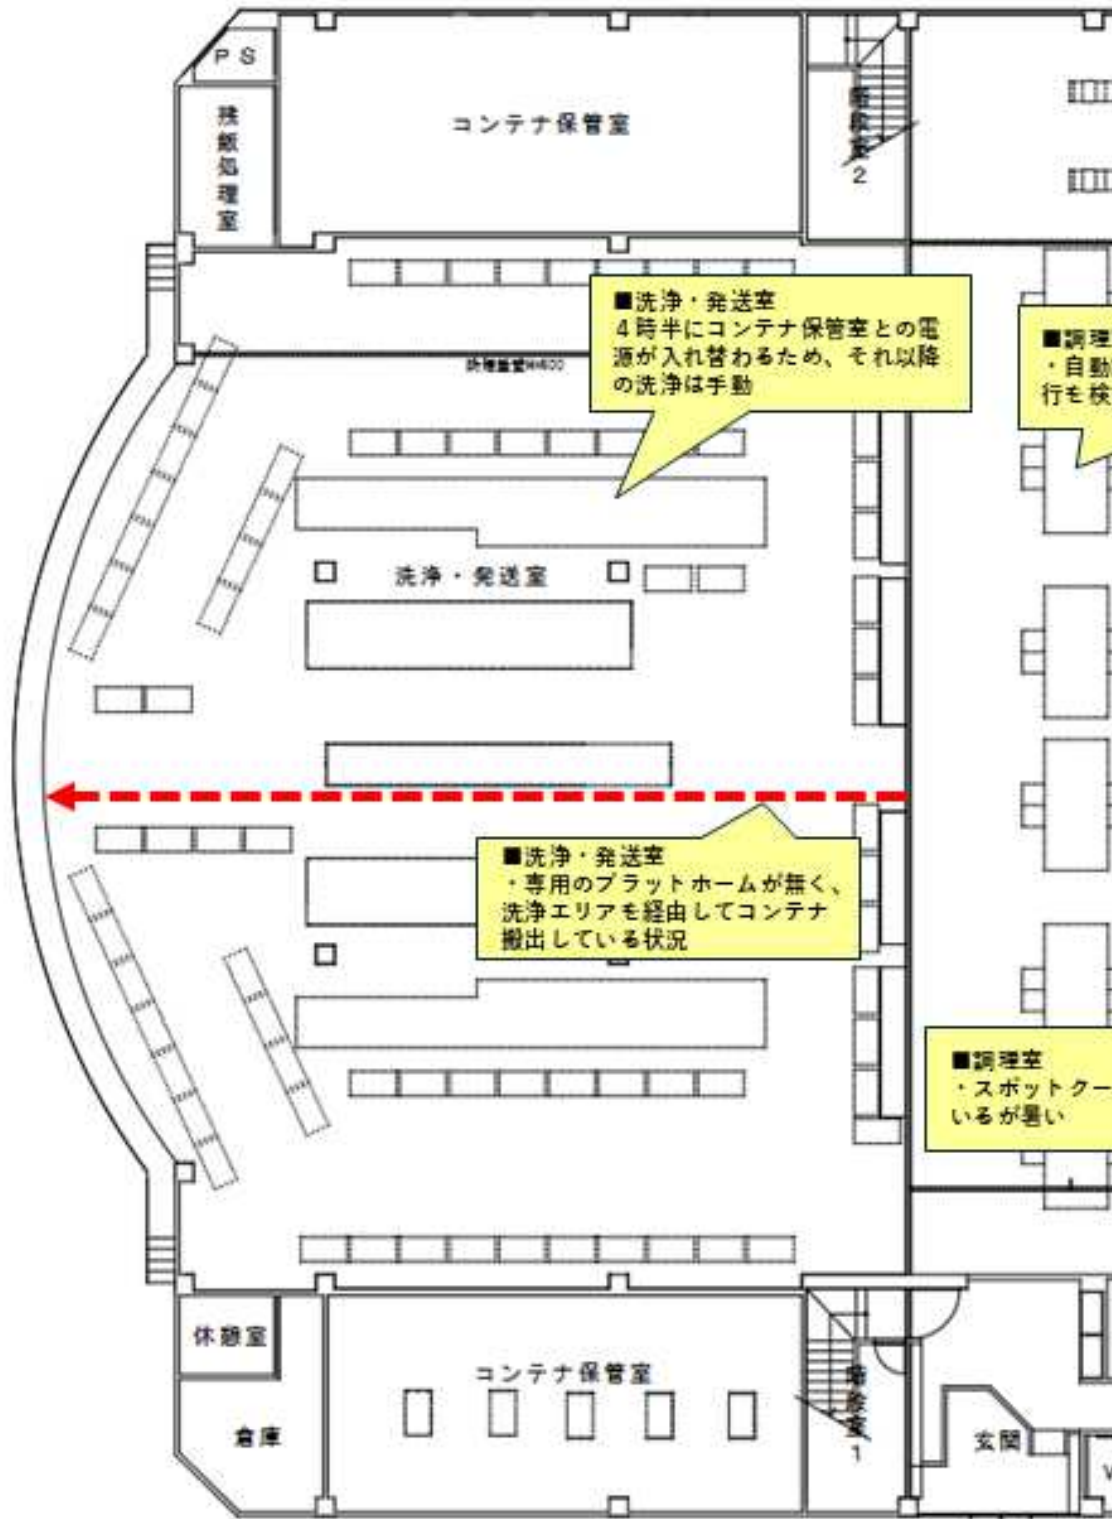 ＰＳ
コンテナ保管室
残飯処理室
階段室２
■洗浄・発送室
４時半にコンテナ保管室との電
源が入れ替わるため、それ以降
の洗浄は手動
■調理
・自動
行を検
洗浄・発送室
■洗浄・発送室
・専用のプラットホームが無く、
洗浄エリアを経由してコンテナ
搬出している状況
■調理室
・スポットクー
いるが暑い
休憩室
コンテナ保管室
倉庫
階段室１
玄関